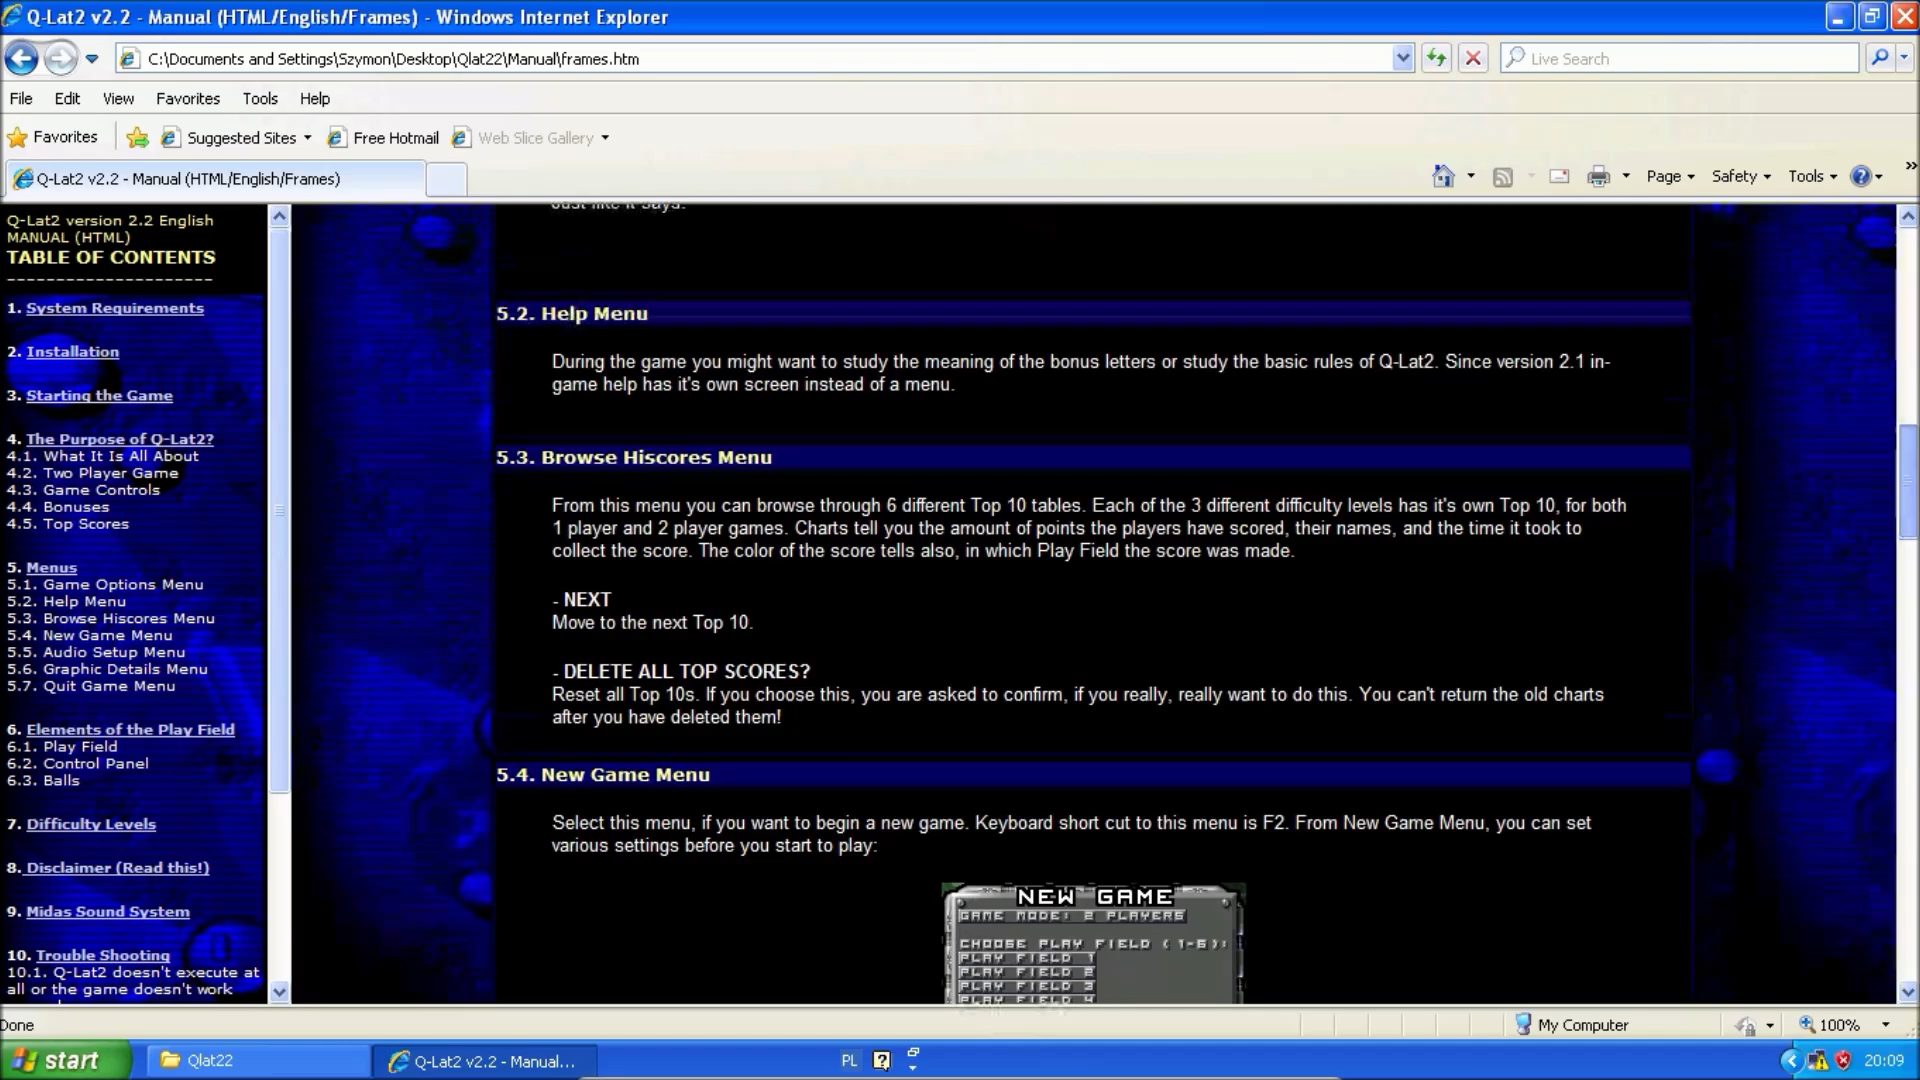 Q-Lat2 v2.2 - Manual (HTML/English/Frames) - Windows Internet Explorer
C:\Documents and Settings\Szymon\Desktop\Qlat22\Manual\frames.htm
Live Search
File Edit View Favorites Tools Help
Favorites Suggested Sites Free Hotmail Web Slice Gallery
Q-Lat2 v2.2 - Manual (HTML/English/Frames)
Page Safety Tools
Q-Lat2 version 2.2 English
MANUAL (HTML)
TABLE OF CONTENTS
---------------------
1. System Requirements
2. Installation
3. Starting the Game
4. The Purpose of Q-Lat2?
4.1. What It Is All About
4.2. Two Player Game
4.3. Game Controls
4.4. Bonuses
4.5. Top Scores
5. Menus
5.1. Game Options Menu
5.2. Help Menu
5.3. Browse Hiscores Menu
5.4. New Game Menu
5.5. Audio Setup Menu
5.6. Graphic Details Menu
5.7. Quit Game Menu
6. Elements of the Play Field
6.1. Play Field
6.2. Control Panel
6.3. Balls
7. Difficulty Levels
8. Disclaimer (Read this!)
9. Midas Sound System
10. Trouble Shooting
10.1. Q-Lat2 doesn't execute at
all or the game doesn't work
Just like it says.
5.2. Help Menu
During the game you might want to study the meaning of the bonus letters or study the basic rules of Q-Lat2. Since version 2.1 in-
game help has it's own screen instead of a menu.
5.3. Browse Hiscores Menu
From this menu you can browse through 6 different Top 10 tables. Each of the 3 different difficulty levels has it's own Top 10, for both
1 player and 2 player games. Charts tell you the amount of points the players have scored, their names, and the time it took to
collect the score. The color of the score tells also, in which Play Field the score was made.
- NEXT
Move to the next Top 10.
- DELETE ALL TOP SCORES?
Reset all Top 10s. If you choose this, you are asked to confirm, if you really, really want to do this. You can't return the old charts
after you have deleted them!
5.4. New Game Menu
Select this menu, if you want to begin a new game. Keyboard short cut to this menu is F2. From New Game Menu, you can set
various settings before you start to play:
NEW GAME
GAME MODE: 2 PLAYERS
CHOOSE PLAY FIELD (1-6):
PLAY FIELD 1
PLAY FIELD 2
PLAY FIELD 3
PLAY FIELD 4
Done
My Computer
100%
start
Qlat22
Q-Lat2 v2.2 - Manual...
PL
20:09